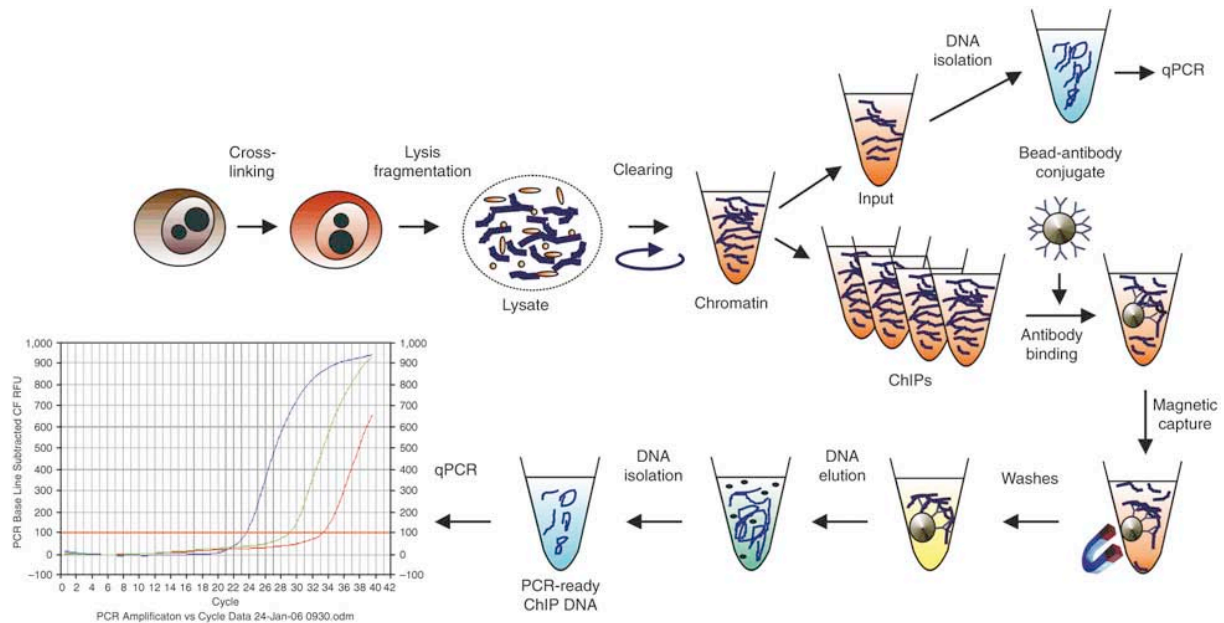 Cross-
linking
Lysis
fragmentation
Lysate
Clearing
Chromatin
Input
DNA
isolation
qPCR
ChIPs
Bead-antibody
conjugate
Antibody
binding
Magnetic
capture
Washes
DNA
elution
DNA
isolation
PCR-ready
ChIP DNA
qPCR
PCR Base Line Subtracted CF RFU
1,000
900
800
700
600
500
400
300
200
100
0
–100
1,000
900
800
700
600
500
400
300
200
100
0
–100
0 2 4 6 8 10 12 14 16 18 20 22 24 26 28 30 32 34 36 38 40 42
Cycle
PCR Amplificaton vs Cycle Data 24-Jan-06 0930.odm